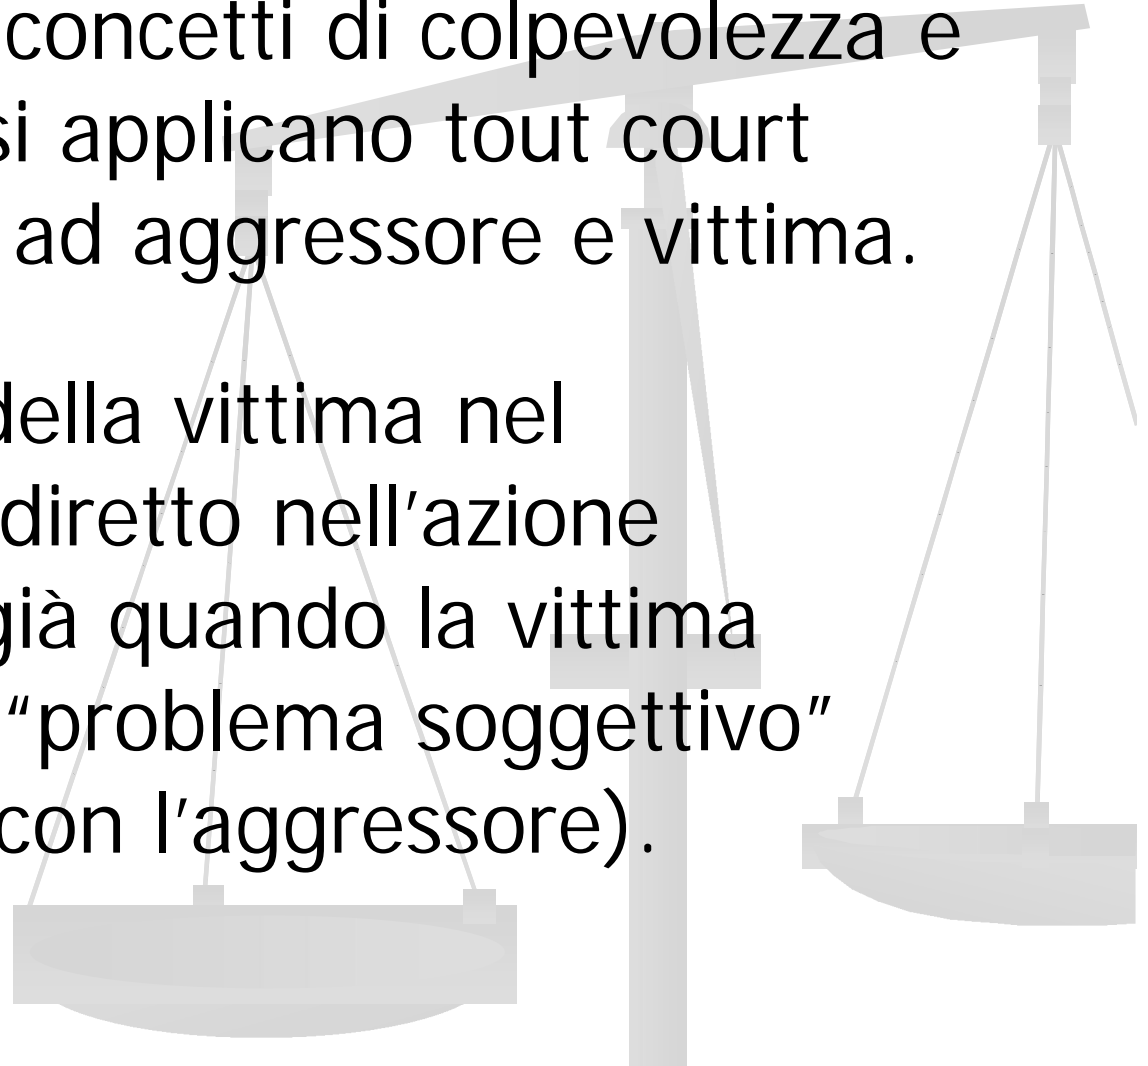 concetti di colpevolezza e
si applicano tout court
ad aggressore e vittima.
della vittima nel
diretto nell'azione
già quando la vittima
“problema soggettivo”
con l'aggressore).